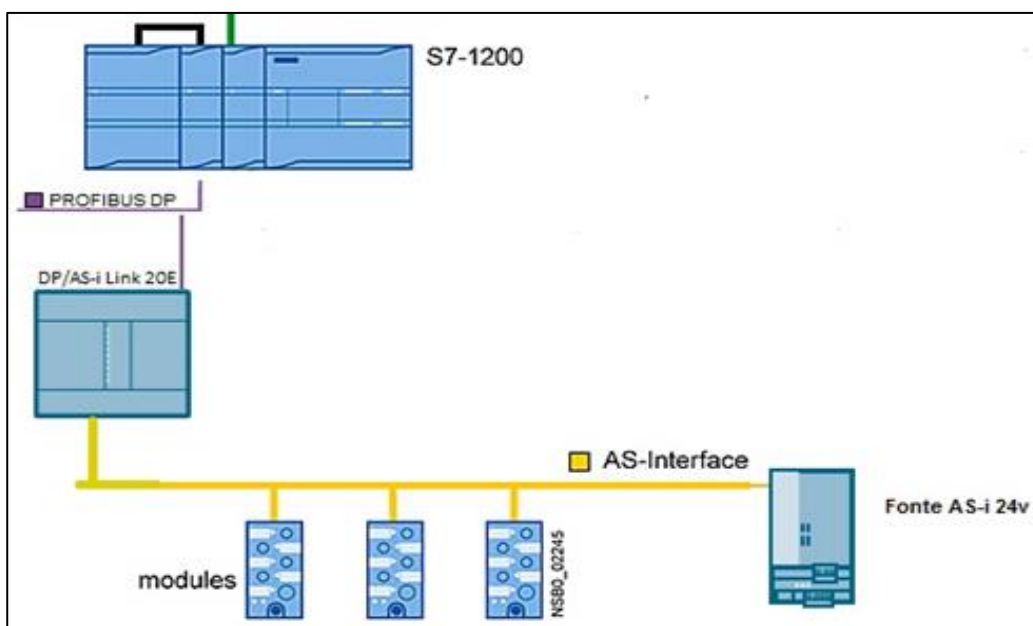 S7-1200
PROFIBUS DP
DP/AS-i Link 20E
AS-Interface
Fonte AS-i 24v
modules
NSB0_02245